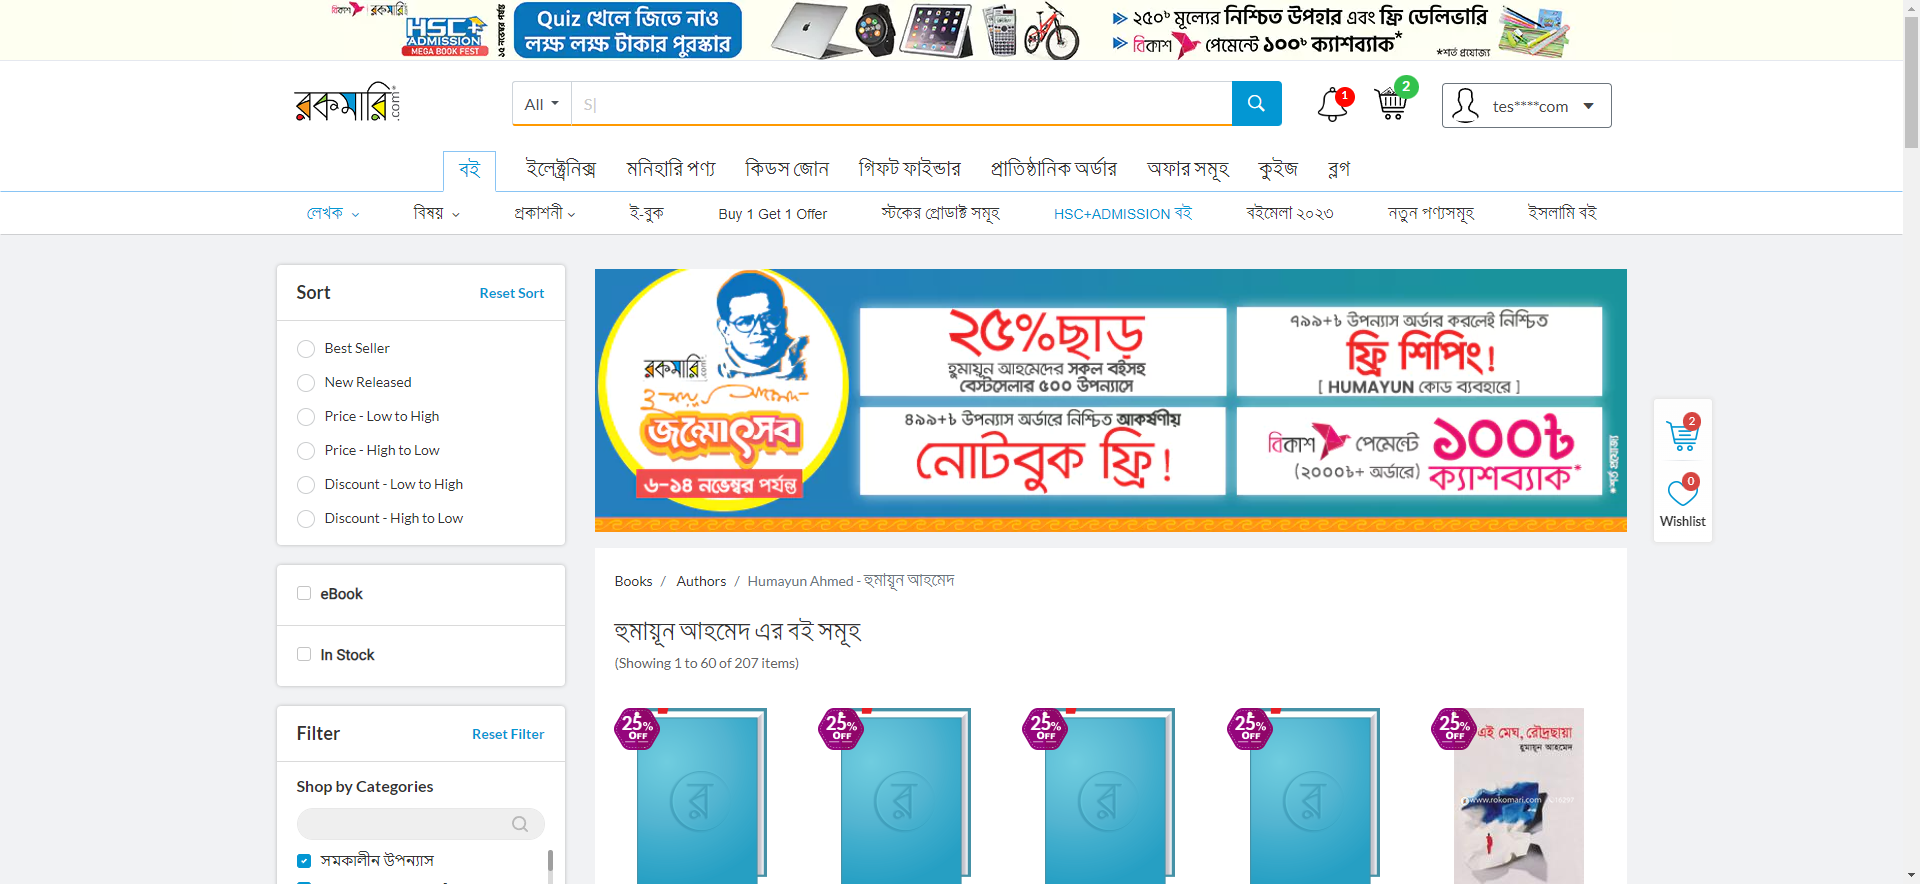 বিকাশ রকমারি
HSC+
ADMISSION
MEGA BOOK FEST
Quiz খেলে জিতে নাও
লক্ষ লক্ষ টাকার পুরস্কার
২৫০৳ মূল্যের নিশ্চিত উপহার এবং ফ্রি ডেলিভারি
বিকাশ পেমেন্টে ১০০৳ ক্যাশব্যাক*
*শর্ত প্রযোজ্য
রকমারি.com
All
S
1
2
tes****com
বই ইলেক্ট্রনিক্স মনিহারি পণ্য কিডস জোন গিফট ফাইন্ডার প্রাতিষ্ঠানিক অর্ডার অফার সমূহ কুইজ ব্লগ
লেখক বিষয় প্রকাশনী ই-বুক Buy 1 Get 1 Offer স্টকের প্রোডাক্ট সমূহ HSC+ADMISSION বই বইমেলা ২০২৩ নতুন পণ্যসমূহ ইসলামি বই
Sort Reset Sort
Best Seller
New Released
Price - Low to High
Price - High to Low
Discount - Low to High
Discount - High to Low
eBook
In Stock
Filter Reset Filter
Shop by Categories
সমকালীন উপন্যাস
রকমারি.com
হুমায়ূন আহমেদ
জন্মোৎসব
৬-১৪ নভেম্বর পর্যন্ত
২৫%ছাড়
হুমায়ূন আহমেদের সকল বইসহ
বেস্টসেলার ৫০০ উপন্যাসে
৭৯৯+৳ উপন্যাস অর্ডার করলেই নিশ্চিত
ফ্রি শিপিং!
[ HUMAYUN কোড ব্যবহারে ]
৪৯৯+৳ উপন্যাস অর্ডারে নিশ্চিত আকর্ষণীয়
নোটবুক ফ্রি!
বিকাশ পেমেন্টে ১০০৳
(২০০০৳+ অর্ডারে) ক্যাশব্যাক*
*শর্ত প্রযোজ্য
2
0
Wishlist
Books / Authors / Humayun Ahmed - হুমায়ূন আহমেদ
হুমায়ূন আহমেদ এর বই সমূহ
(Showing 1 to 60 of 207 items)
25% OFF
25% OFF
25% OFF
25% OFF
25% OFF
এই মেঘ, রৌদ্রছায়া
হুমায়ূন আহমেদ
www.rokomari.com